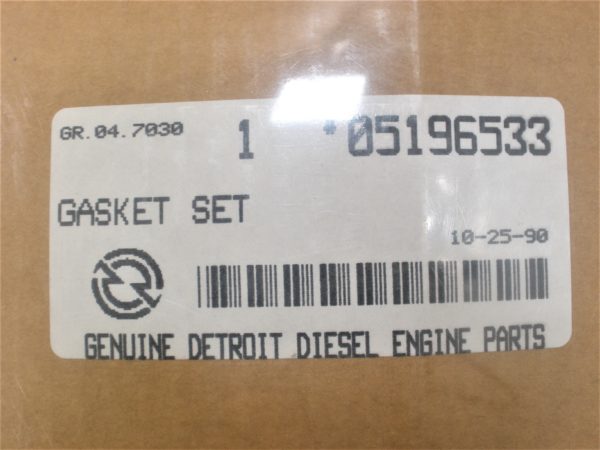 GR.04.7030 1 *05196533
GASKET SET
10-25-90
GENUINE DETROIT DIESEL ENGINE PARTS